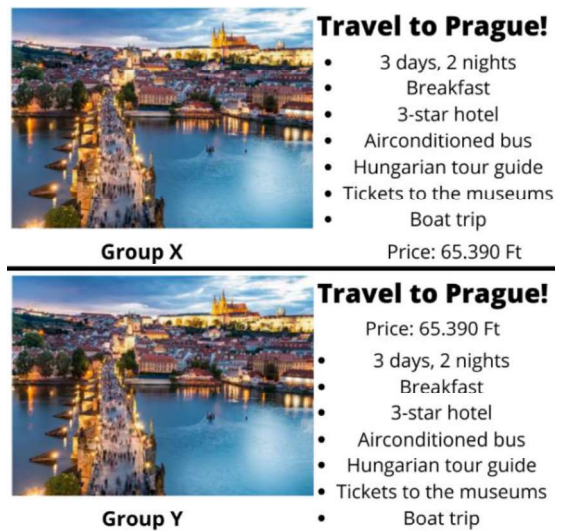 Travel to Prague!
• 3 days, 2 nights
• Breakfast
• 3-star hotel
• Airconditioned bus
• Hungarian tour guide
• Tickets to the museums
• Boat trip
Group X
Price: 65.390 Ft
Travel to Prague!
Price: 65.390 Ft
• 3 days, 2 nights
• Breakfast
• 3-star hotel
• Airconditioned bus
• Hungarian tour guide
• Tickets to the museums
• Boat trip
Group Y